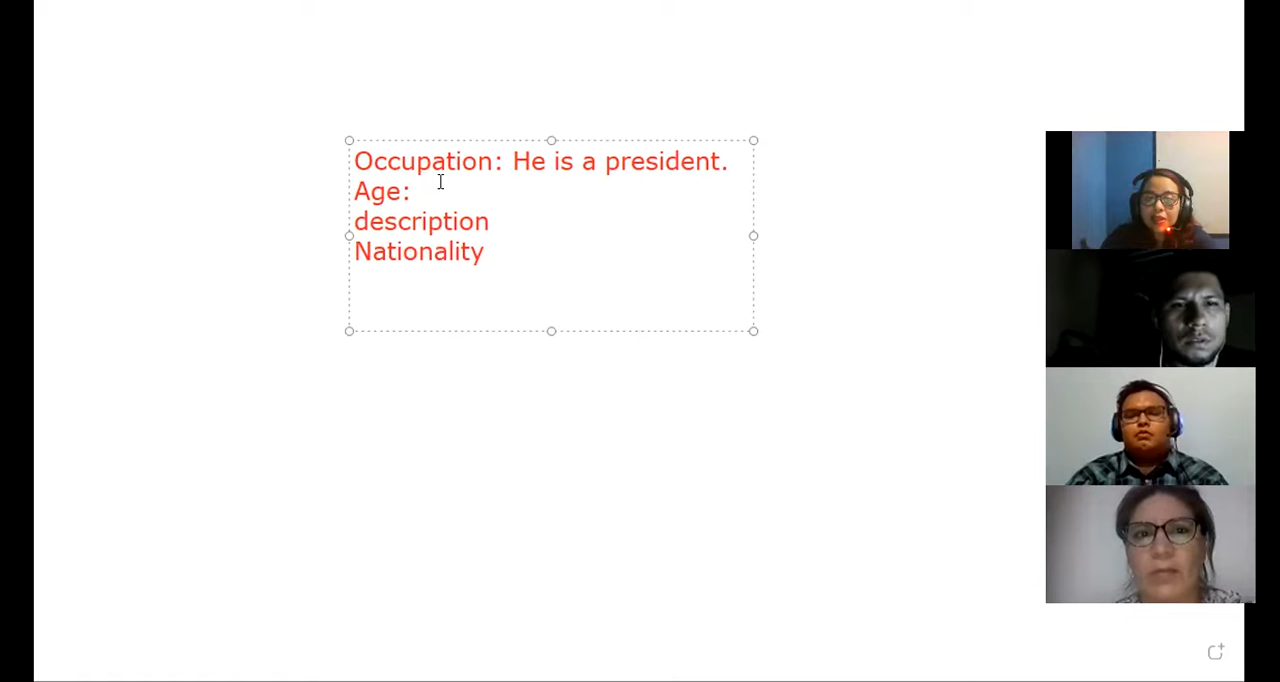 Occupation: He is a president.
Age:
description
Nationality